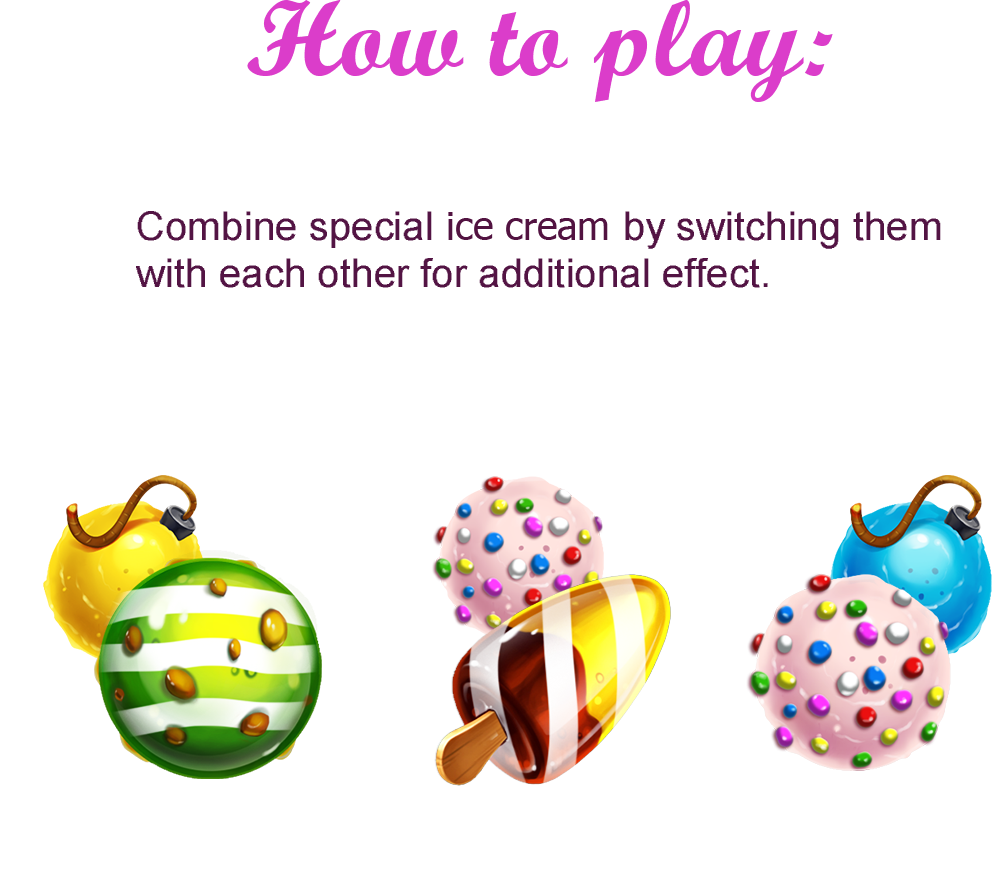 How to play:
Combine special ice cream by switching them
with each other for additional effect.